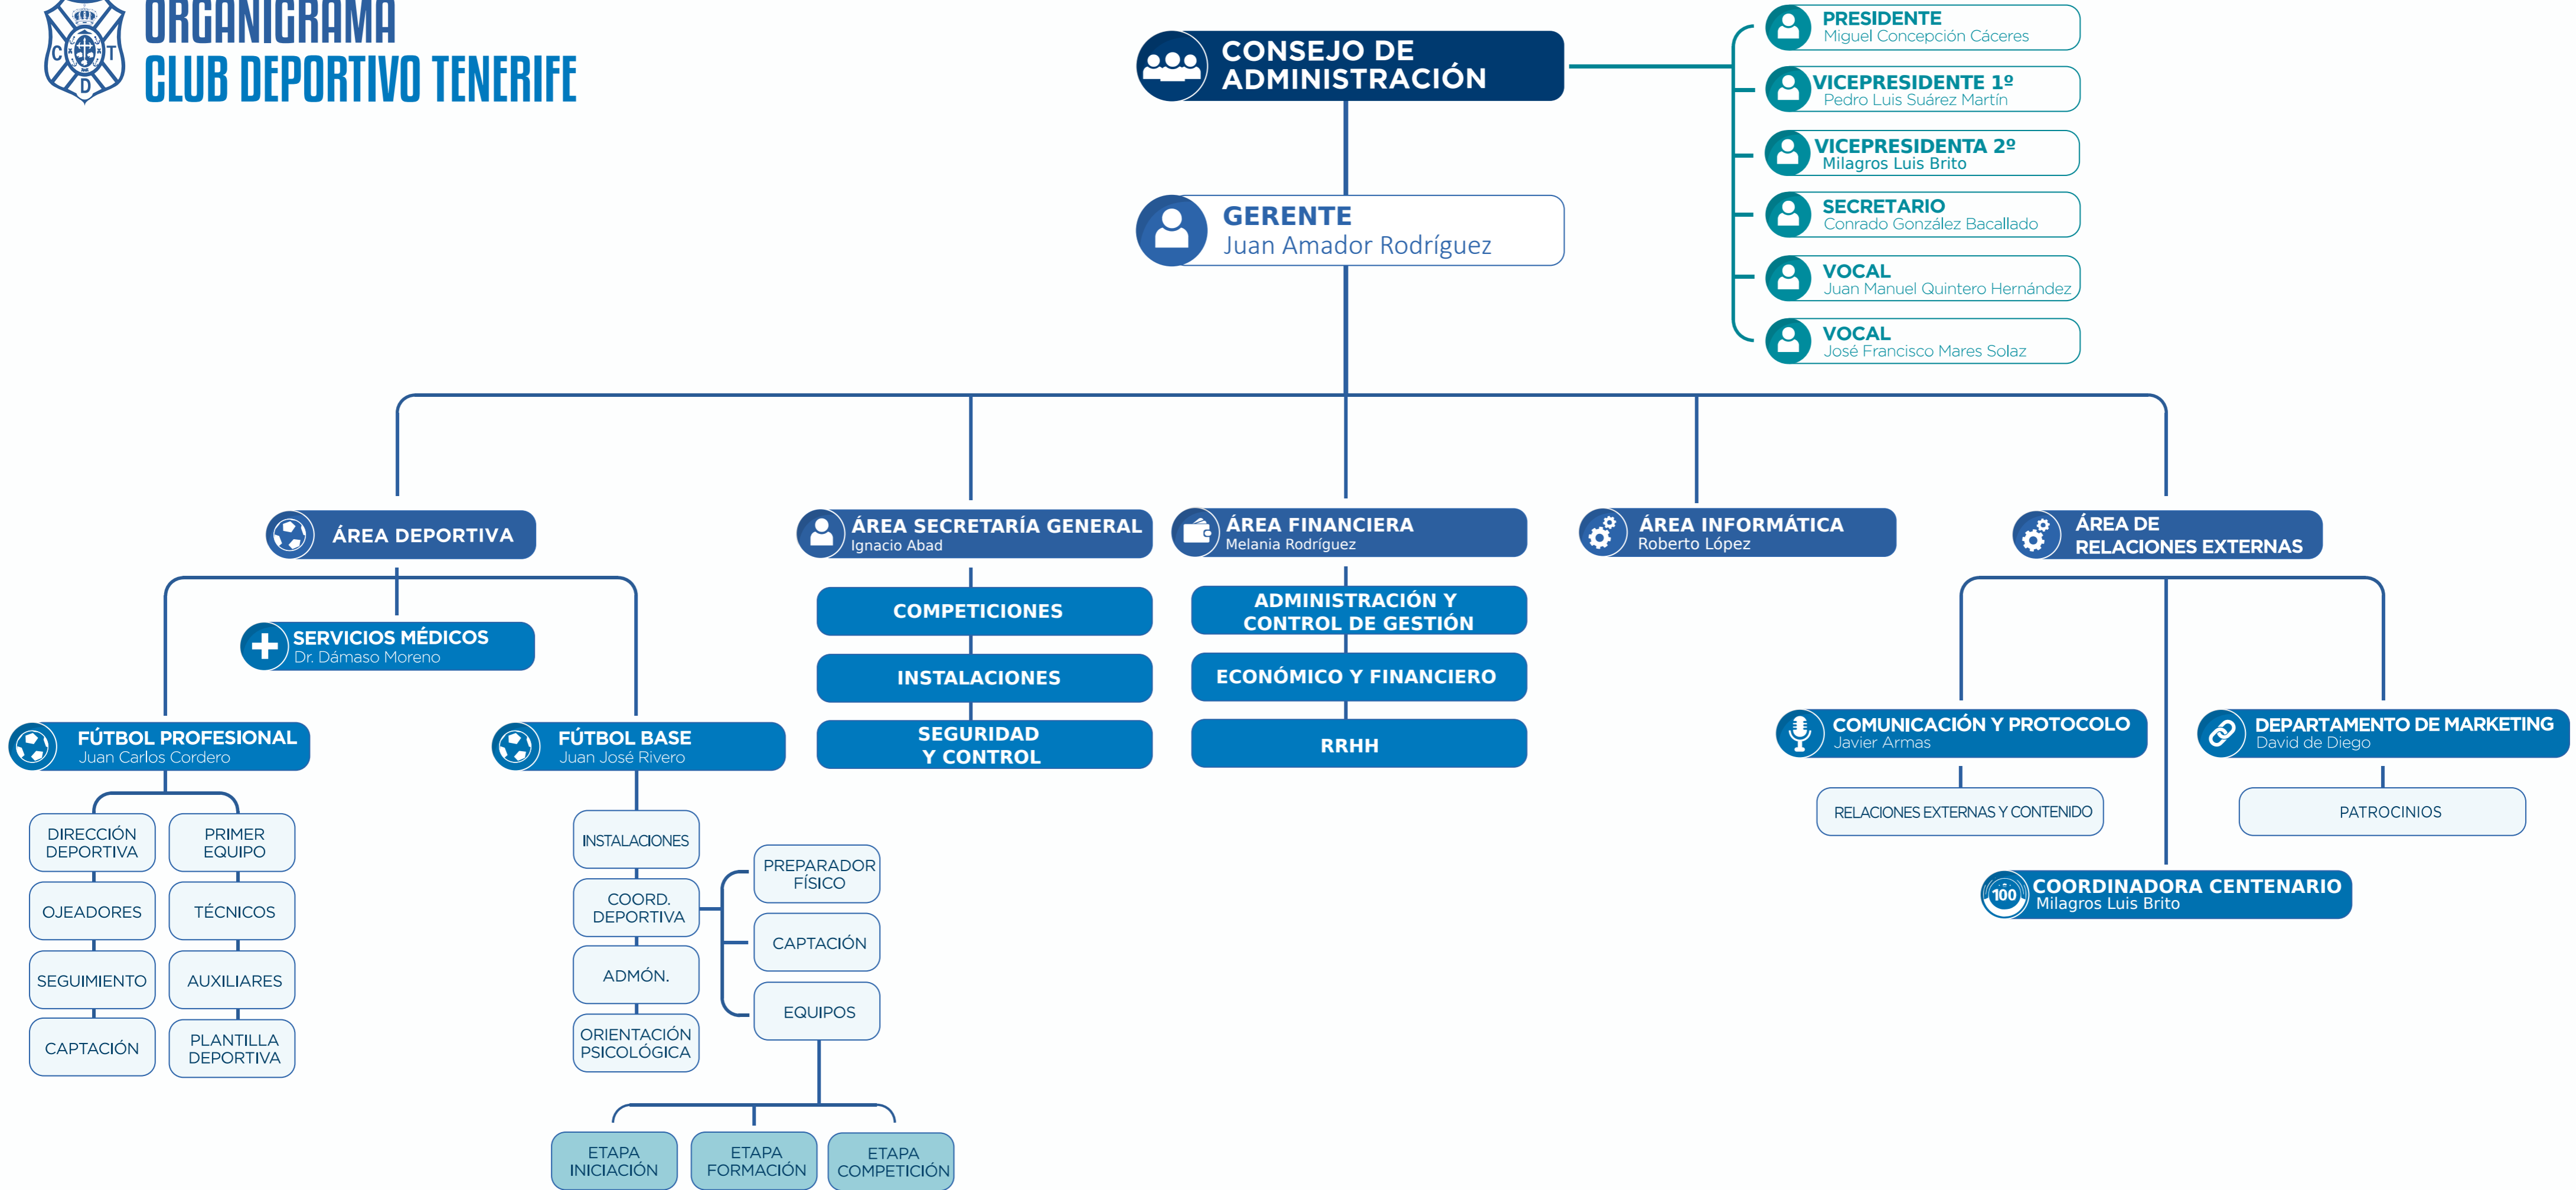 ORGANIGRAMA
CLUB DEPORTIVO TENERIFE
C T
D
CONSEJO DE
ADMINISTRACIÓN
PRESIDENTE
Miguel Concepción Cáceres
VICEPRESIDENTE 1º
Pedro Luis Suárez Martín
VICEPRESIDENTA 2º
Milagros Luis Brito
SECRETARIO
Conrado González Bacallado
VOCAL
Juan Manuel Quintero Hernández
VOCAL
José Francisco Mares Solaz
GERENTE
Juan Amador Rodríguez
ÁREA DEPORTIVA
ÁREA SECRETARÍA GENERAL
Ignacio Abad
ÁREA FINANCIERA
Melania Rodríguez
ÁREA INFORMÁTICA
Roberto López
ÁREA DE
RELACIONES EXTERNAS
SERVICIOS MÉDICOS
Dr. Dámaso Moreno
FÚTBOL PROFESIONAL
Juan Carlos Cordero
FÚTBOL BASE
Juan José Rivero
COMPETICIONES
INSTALACIONES
SEGURIDAD
Y CONTROL
ADMINISTRACIÓN Y
CONTROL DE GESTIÓN
ECONÓMICO Y FINANCIERO
RRHH
COMUNICACIÓN Y PROTOCOLO
Javier Armas
RELACIONES EXTERNAS Y CONTENIDO
DEPARTAMENTO DE MARKETING
David de Diego
PATROCINIOS
100
COORDINADORA CENTENARIO
Milagros Luis Brito
DIRECCIÓN
DEPORTIVA
OJEADORES
SEGUIMIENTO
CAPTACIÓN
PRIMER
EQUIPO
TÉCNICOS
AUXILIARES
PLANTILLA
DEPORTIVA
INSTALACIONES
COORD.
DEPORTIVA
ADMÓN.
ORIENTACIÓN
PSICOLÓGICA
PREPARADOR
FÍSICO
CAPTACIÓN
EQUIPOS
ETAPA
INICIACIÓN
ETAPA
FORMACIÓN
ETAPA
COMPETICIÓN